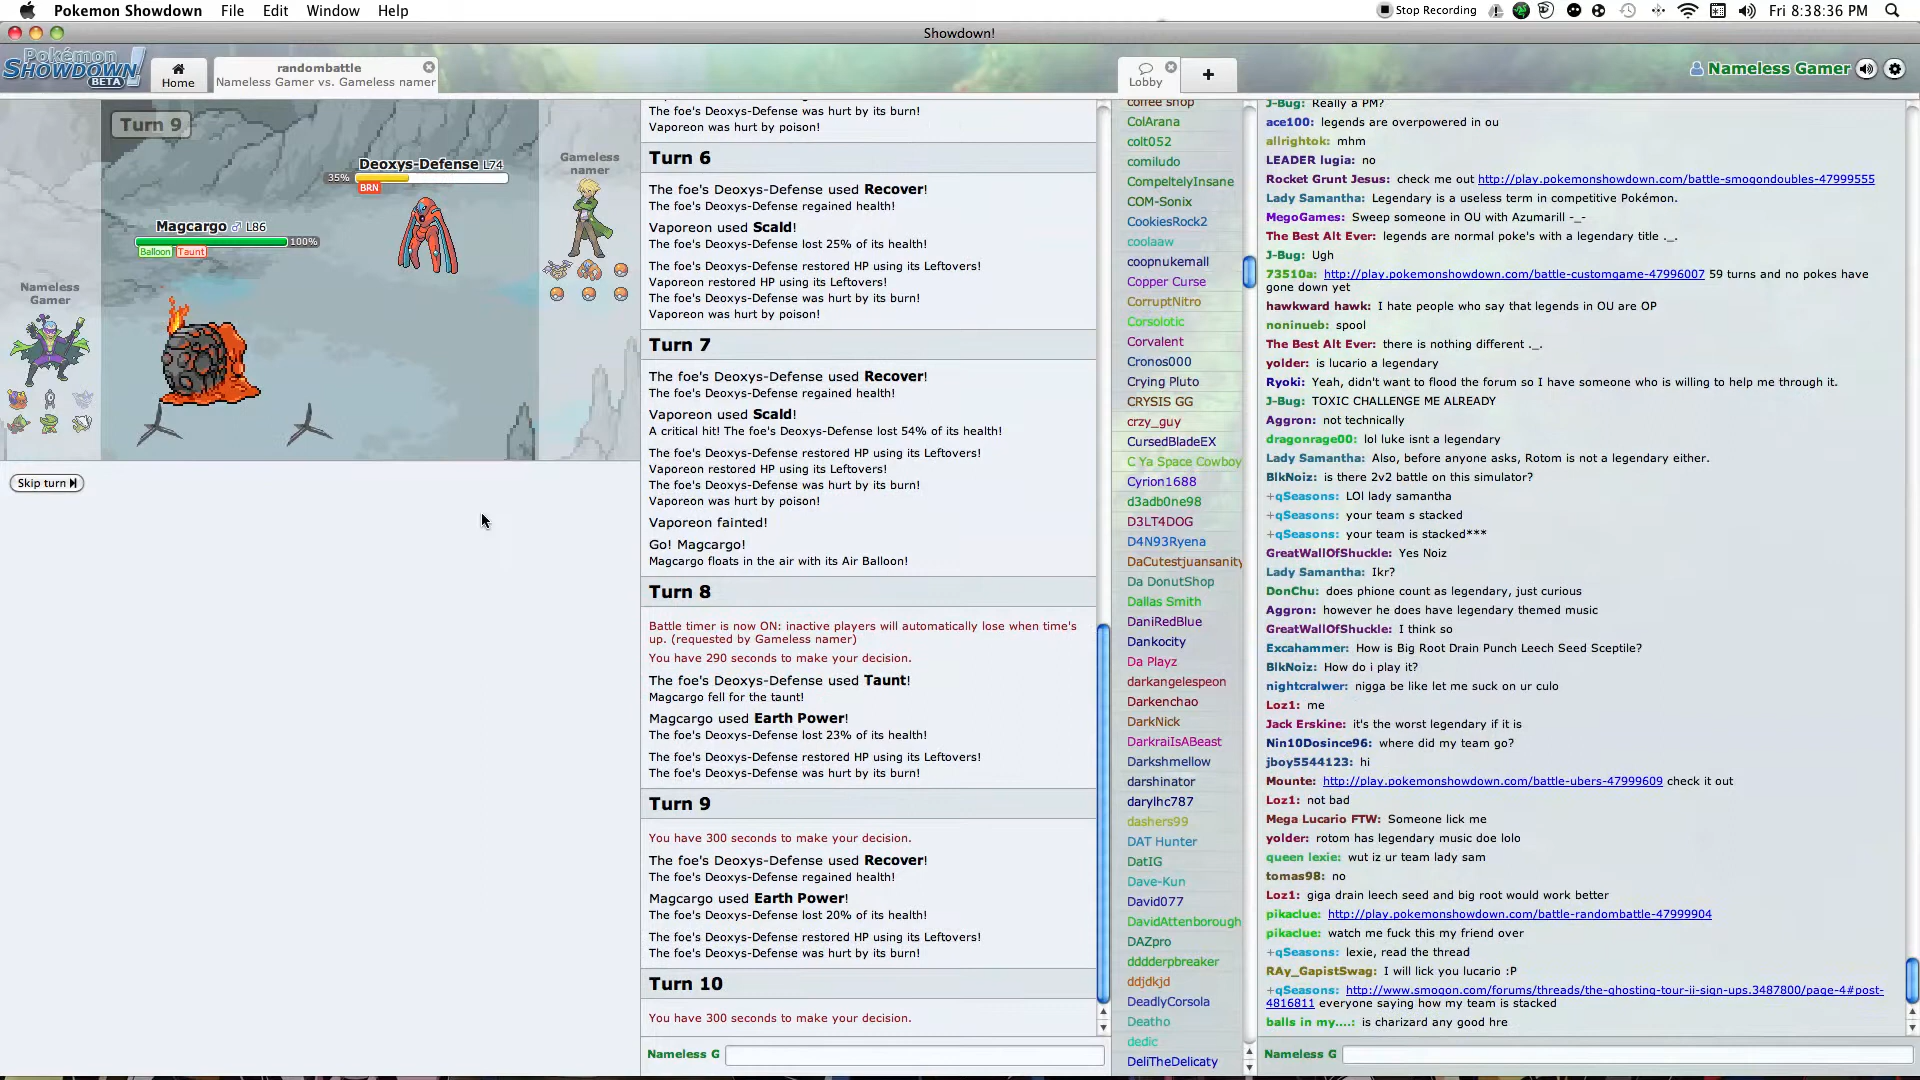 Pokemon Showdown File Edit Window Help
Stop Recording
Fri 8:38:36 PM
Showdown!
Pokémon
SHOWDOWN!
BETA
Home
randombattle
Nameless Gamer vs. Gameless namer
Lobby
+
Nameless Gamer
Turn 9
Deoxys-Defense L74
35%
BRN
Magcargo ♂ L86
100%
Balloon Taunt
Gameless
namer
Nameless
Gamer
Skip turn
The foe's Deoxys-Defense was hurt by its burn!
Vaporeon was hurt by poison!
Turn 6
The foe's Deoxys-Defense used Recover!
The foe's Deoxys-Defense regained health!
Vaporeon used Scald!
The foe's Deoxys-Defense lost 25% of its health!
The foe's Deoxys-Defense restored HP using its Leftovers!
Vaporeon restored HP using its Leftovers!
The foe's Deoxys-Defense was hurt by its burn!
Vaporeon was hurt by poison!
Turn 7
The foe's Deoxys-Defense used Recover!
The foe's Deoxys-Defense regained health!
Vaporeon used Scald!
A critical hit! The foe's Deoxys-Defense lost 54% of its health!
The foe's Deoxys-Defense restored HP using its Leftovers!
Vaporeon restored HP using its Leftovers!
The foe's Deoxys-Defense was hurt by its burn!
Vaporeon was hurt by poison!
Vaporeon fainted!
Go! Magcargo!
Magcargo floats in the air with its Air Balloon!
Turn 8
Battle timer is now ON: inactive players will automatically lose when time's
up. (requested by Gameless namer)
You have 290 seconds to make your decision.
The foe's Deoxys-Defense used Taunt!
Magcargo fell for the taunt!
Magcargo used Earth Power!
The foe's Deoxys-Defense lost 23% of its health!
The foe's Deoxys-Defense restored HP using its Leftovers!
The foe's Deoxys-Defense was hurt by its burn!
Turn 9
You have 300 seconds to make your decision.
The foe's Deoxys-Defense used Recover!
The foe's Deoxys-Defense regained health!
Magcargo used Earth Power!
The foe's Deoxys-Defense lost 20% of its health!
The foe's Deoxys-Defense restored HP using its Leftovers!
The foe's Deoxys-Defense was hurt by its burn!
Turn 10
You have 300 seconds to make your decision.
Nameless G
coffee shop
ColArana
colt052
comiludo
CompeltelyInsane
COM-Sonix
CookiesRock2
coolaaw
coopnukemall
Copper Curse
CorruptNitro
Corsolotic
Corvalent
Cronos000
Crying Pluto
CRYSIS GG
crzy_guy
CursedBladeEX
C Ya Space Cowboy
Cyrion1688
d3adb0ne98
D3LT4DOG
D4N93Ryena
DaCutestjuansanity
Da DonutShop
Dallas Smith
DaniRedBlue
Dankocity
Da Playz
darkangelespeon
Darkenchao
DarkNick
DarkraiIsABeast
Darkshmellow
darshinator
darylhc787
dashers99
DAT Hunter
DatIG
Dave-Kun
David077
DavidAttenborough
DAZpro
dddderpbreaker
ddjdkjd
DeadlyCorsola
Deatho
dedic
DeliTheDelicaty
J-Bug: Really a PM?
ace100: legends are overpowered in ou
allrightok: mhm
LEADER lugia: no
Rocket Grunt Jesus: check me out http://play.pokemonshowdown.com/battle-smogondoubles-47999555
Lady Samantha: Legendary is a useless term in competitive Pokémon.
MegoGames: Sweep someone in OU with Azumarill -_-
The Best Alt Ever: legends are normal poke's with a legendary title ._.
J-Bug: Ugh
73510a: http://play.pokemonshowdown.com/battle-customgame-47996007 59 turns and no pokes have
gone down yet
hawkward hawk: I hate people who say that legends in OU are OP
noninueb: spool
The Best Alt Ever: there is nothing different ._.
yolder: is lucario a legendary
Ryoki: Yeah, didn't want to flood the forum so I have someone who is willing to help me through it.
J-Bug: TOXIC CHALLENGE ME ALREADY
Aggron: not technically
dragonrage00: lol luke isnt a legendary
Lady Samantha: Also, before anyone asks, Rotom is not a legendary either.
BlkNoiz: is there 2v2 battle on this simulator?
+qSeasons: LOl lady samantha
+qSeasons: your team s stacked
+qSeasons: your team is stacked***
GreatWallOfShuckle: Yes Noiz
Lady Samantha: Ikr?
DonChu: does phione count as legendary, just curious
Aggron: however he does have legendary themed music
GreatWallOfShuckle: I think so
Excahammer: How is Big Root Drain Punch Leech Seed Sceptile?
BlkNoiz: How do i play it?
nightcralwer: nigga be like let me suck on ur culo
Loz1: me
Jack Erskine: it's the worst legendary if it is
Nin10Dosince96: where did my team go?
jboy5544123: hi
Mounte: http://play.pokemonshowdown.com/battle-ubers-47999609 check it out
Loz1: not bad
Mega Lucario FTW: Someone lick me
yolder: rotom has legendary music doe lolo
queen lexie: wut iz ur team lady sam
tomas98: no
Loz1: giga drain leech seed and big root would work better
pikaclue: http://play.pokemonshowdown.com/battle-randombattle-47999904
pikaclue: watch me fuck this my friend over
+qSeasons: lexie, read the thread
RAy_GapistSwag: I will lick you lucario :P
+qSeasons: http://www.smogon.com/forums/threads/the-ghosting-tour-ii-sign-ups.3487800/page-4#post-
4816811 everyone saying how my team is stacked
balls in my....: is charizard any good hre
Nameless G